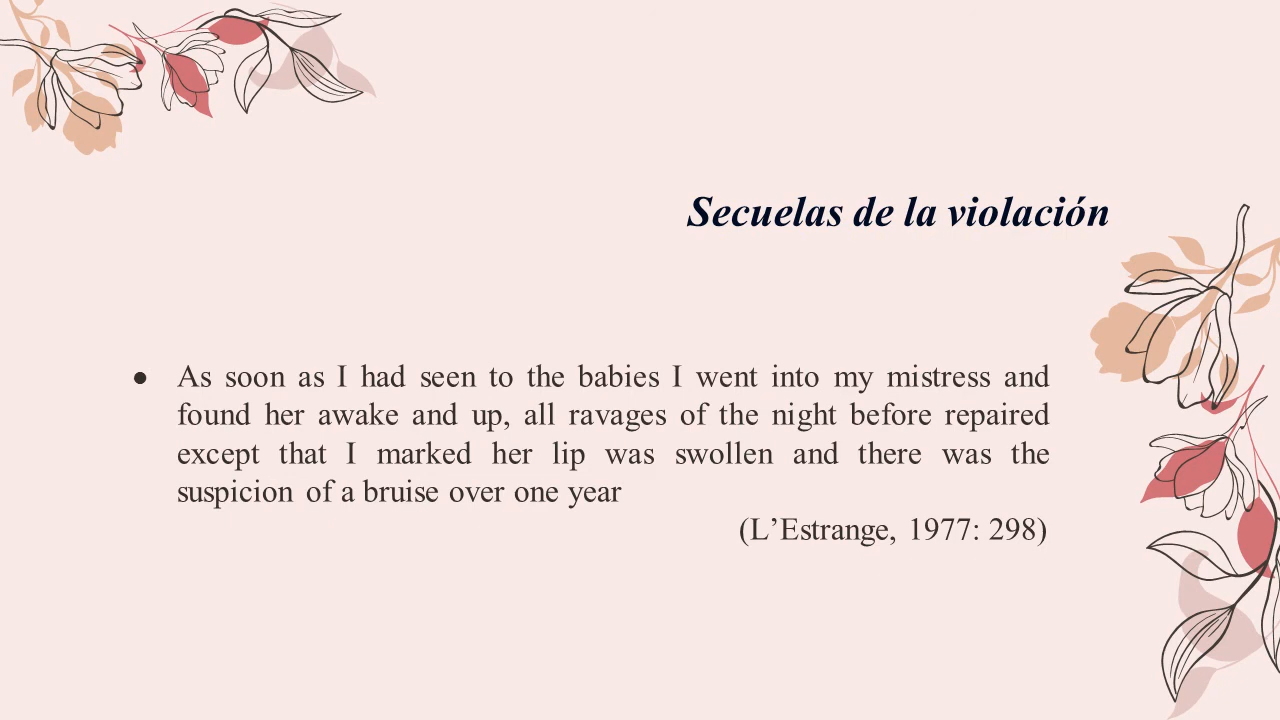 Secuelas de la violación
● As soon as I had seen to the babies I went into my mistress and
found her awake and up, all ravages of the night before repaired
except that I marked her lip was swollen and there was the
suspicion of a bruise over one year
(L’Estrange, 1977: 298)